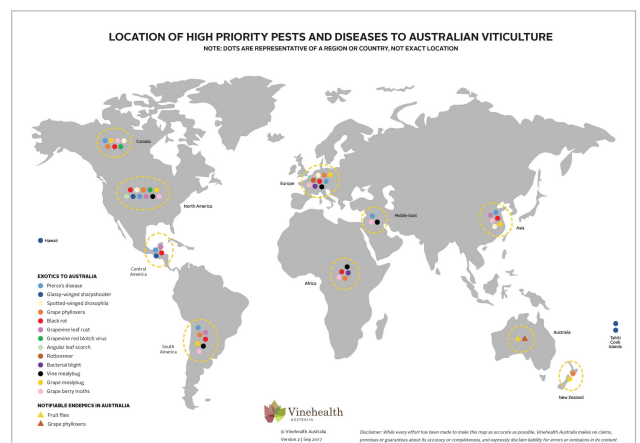 LOCATION OF HIGH PRIORITY PESTS AND DISEASES TO AUSTRALIAN VITICULTURE
NOTE: DOTS ARE REPRESENTATIVE OF A REGION OR COUNTRY, NOT EXACT LOCATION
Canada
Europe
North America
Middle East
Asia
Hawaii
Central
America
Africa
EXOTICS TO AUSTRALIA
Pierce's disease
Glassy-winged sharpshooter
Spotted-winged drosophila
Grape phylloxera
Black rot
Grapevine leaf rust
Grapevine red blotch virus
Angular leaf scorch
Rotbrenner
Bacterial blight
Vine mealybug
Grape mealybug
Grape berry moths
South
America
Australia
Tahiti
Cook
Islands
New Zealand
NOTIFIABLE ENDEMICS IN AUSTRALIA
Fruit flies
Grape phylloxera
Vinehealth
AUSTRALIA
© Vinehealth Australia
Version 2 | Sep 2017
Disclaimer: While every effort has been made to make this map as accurate as possible, Vinehealth Australia makes no claims,
promises or guarantees about its accuracy or completeness, and expressly disclaim liability for errors or omissions in its content.